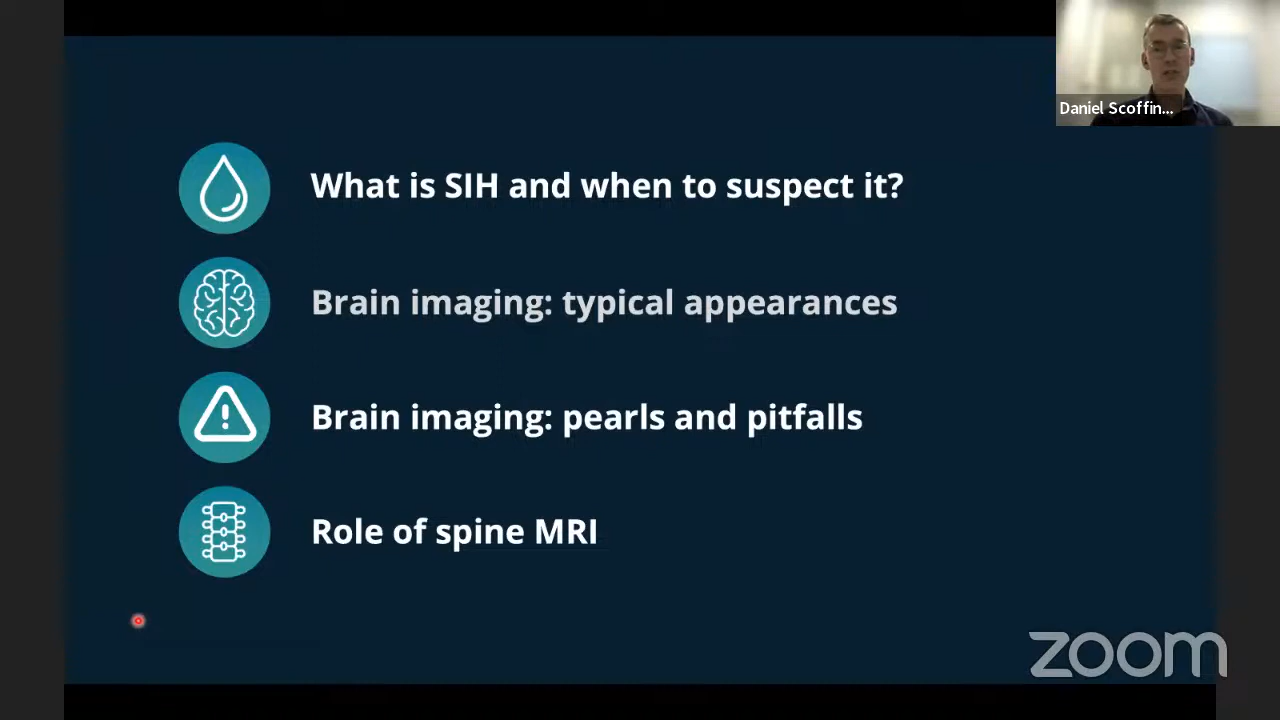 Daniel Scoffin...
What is SIH and when to suspect it?
Brain imaging: typical appearances
Brain imaging: pearls and pitfalls
Role of spine MRI
zoom